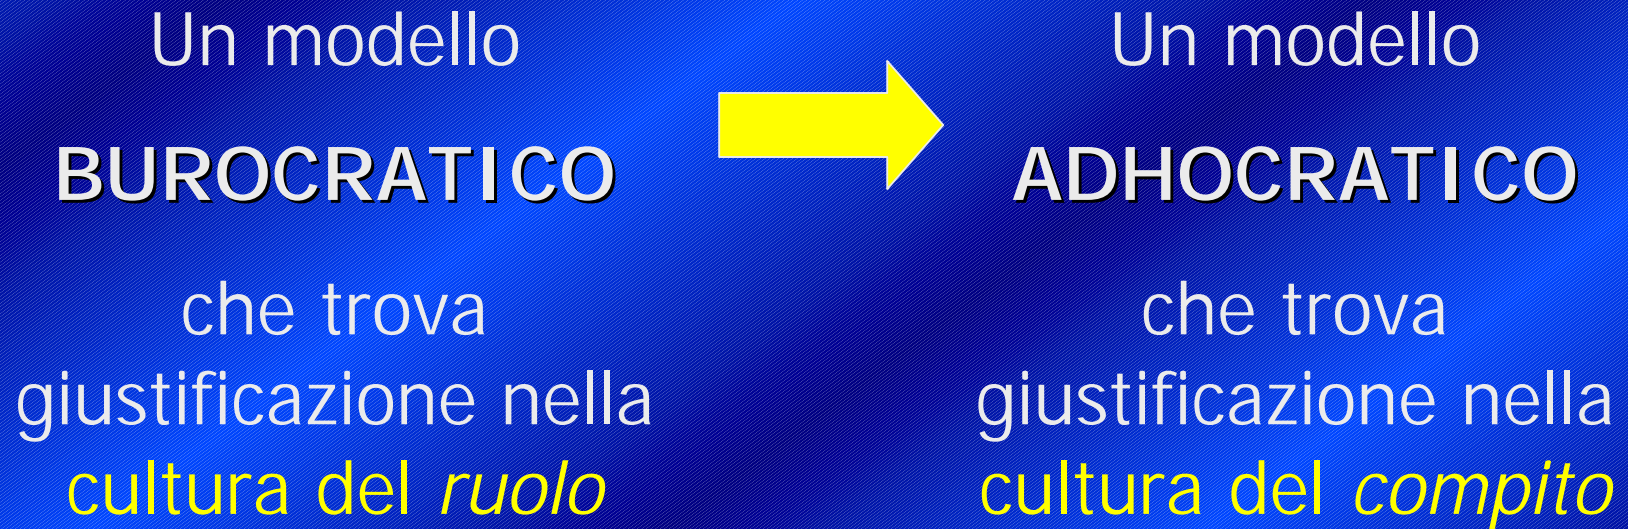 Un modello
BUROCRATICO
che trova
giustificazione nella
cultura del ruolo
Un modello
ADHOCRATICO
che trova
giustificazione nella
cultura del compito